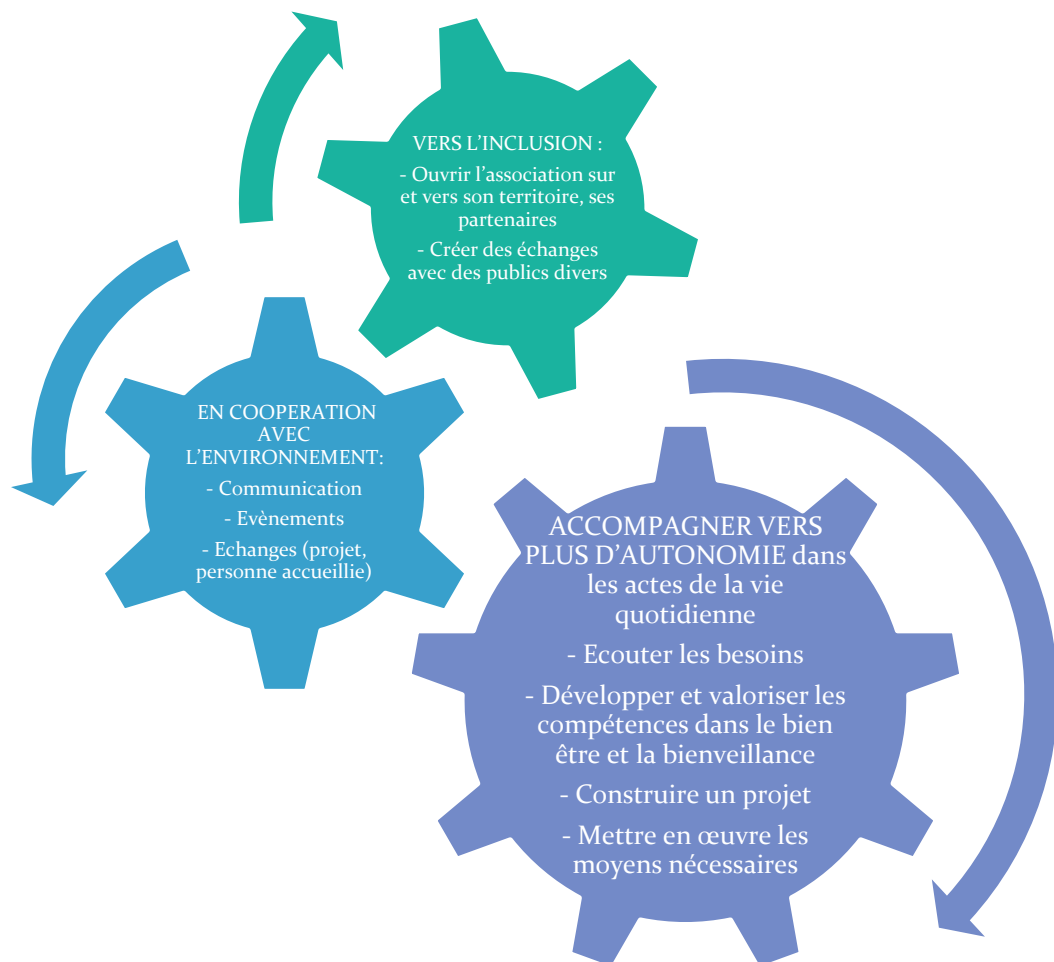 VERS L'INCLUSION :
- Ouvrir l'association sur
et vers son territoire, ses
partenaires
- Créer des échanges
avec des publics divers
EN COOPERATION
AVEC
L'ENVIRONNEMENT:
- Communication
- Evènements
- Echanges (projet,
personne accueillie)
ACCOMPAGNER VERS
PLUS D'AUTONOMIE dans
les actes de la vie
quotidienne
- Ecouter les besoins
- Développer et valoriser les
compétences dans le bien
être et la bienveillance
- Construire un projet
- Mettre en œuvre les
moyens nécessaires